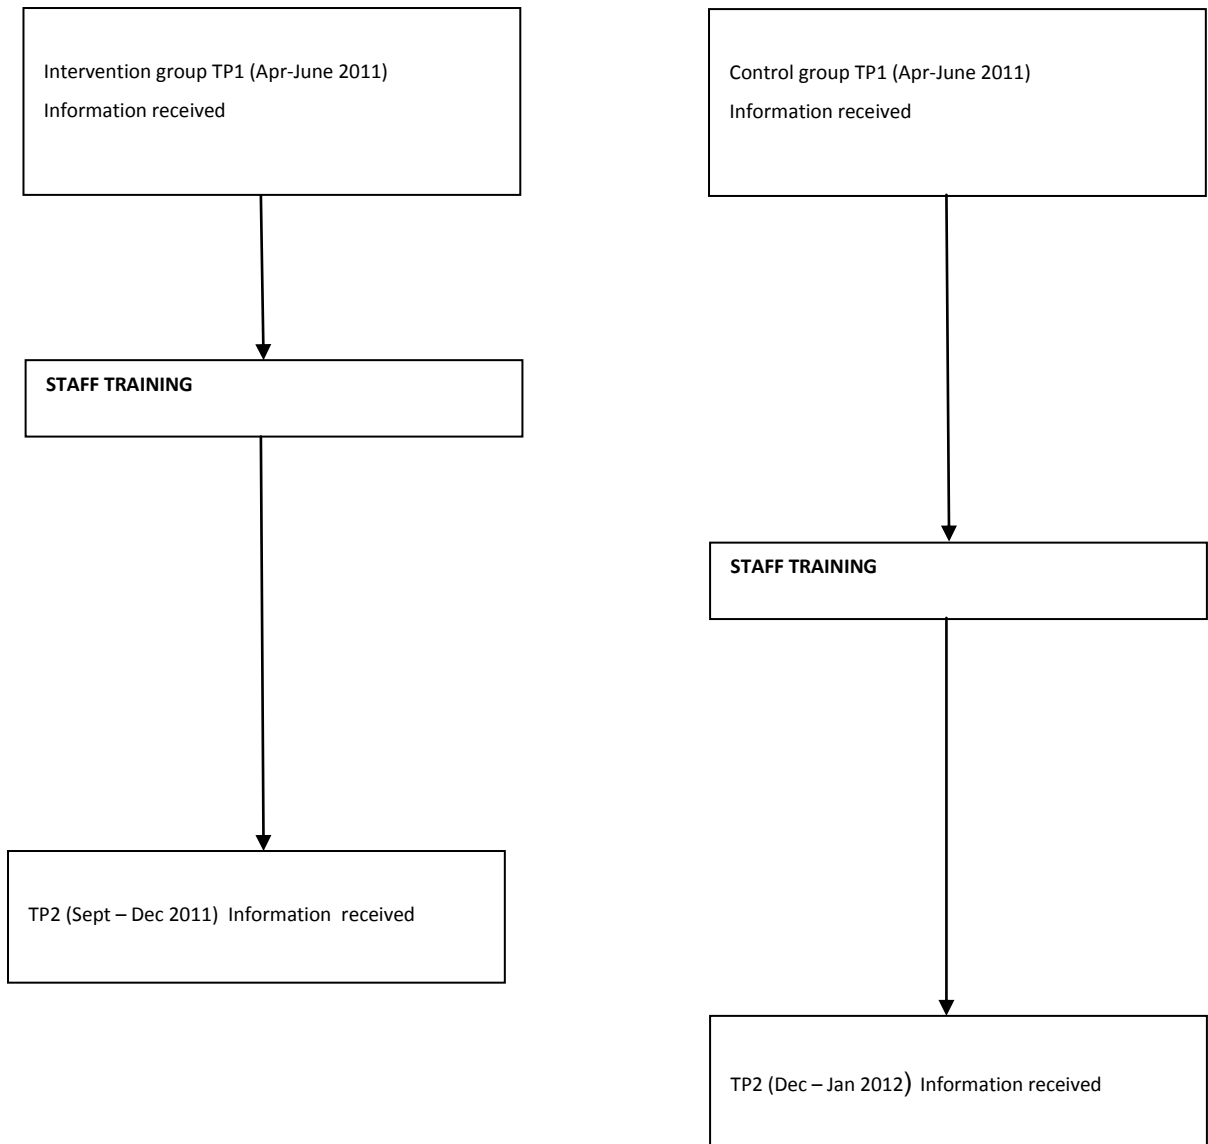 Intervention group TP1 (Apr-June 2011)
Information received
Control group TP1 (Apr-June 2011)
Information received
STAFF TRAINING
STAFF TRAINING
TP2 (Sept – Dec 2011)  Information  received
TP2 (Dec – Jan 2012) Information received